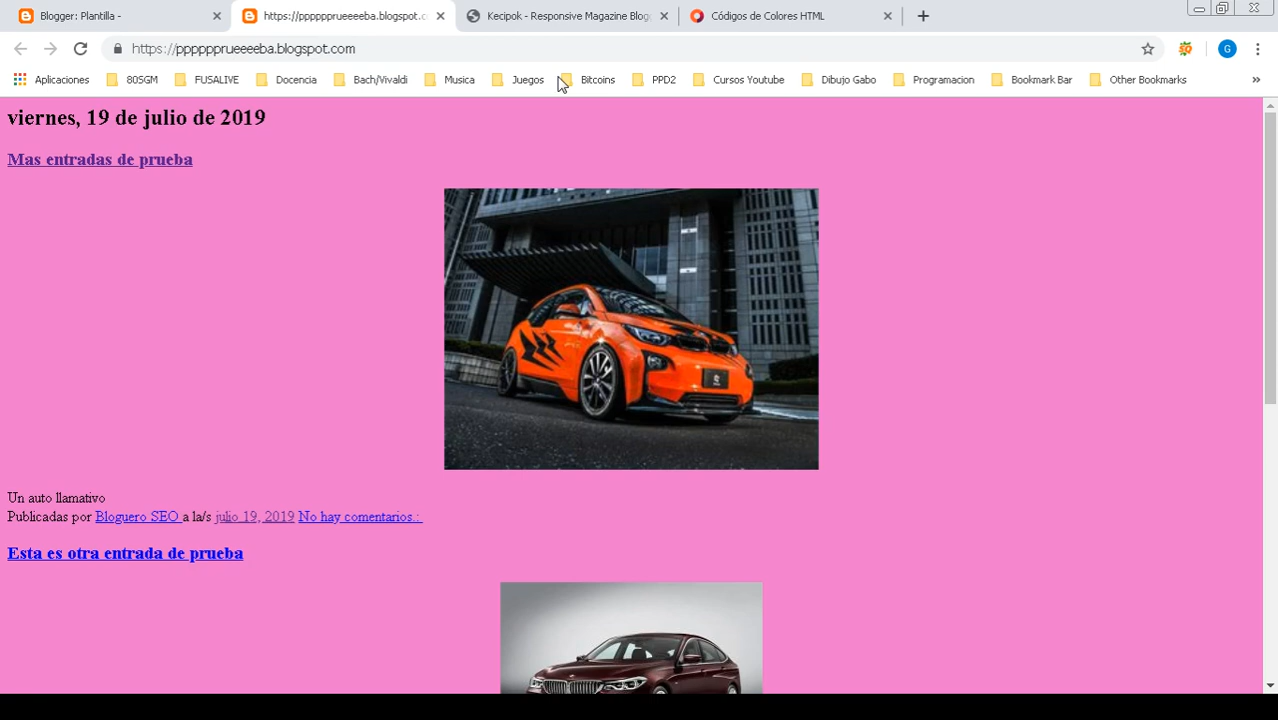 Blogger: Plantilla -
https://ppppppprueeeeba.blogspot.c
Kecipok - Responsive Magazine Blog
Códigos de Colores HTML
https://ppppppprueeeeba.blogspot.com
G
Aplicaciones
805GM
FUSALIVE
Docencia
Bach/Vivaldi
Musica
Juegos
Bitcoins
PPD2
Cursos Youtube
Dibujo Gabo
Programacion
Bookmark Bar
Other Bookmarks
»
viernes, 19 de julio de 2019
Mas entradas de prueba
Un auto llamativo
Publicadas por Bloguero SEO a la/s julio 19, 2019 No hay comentarios.:
Esta es otra entrada de prueba